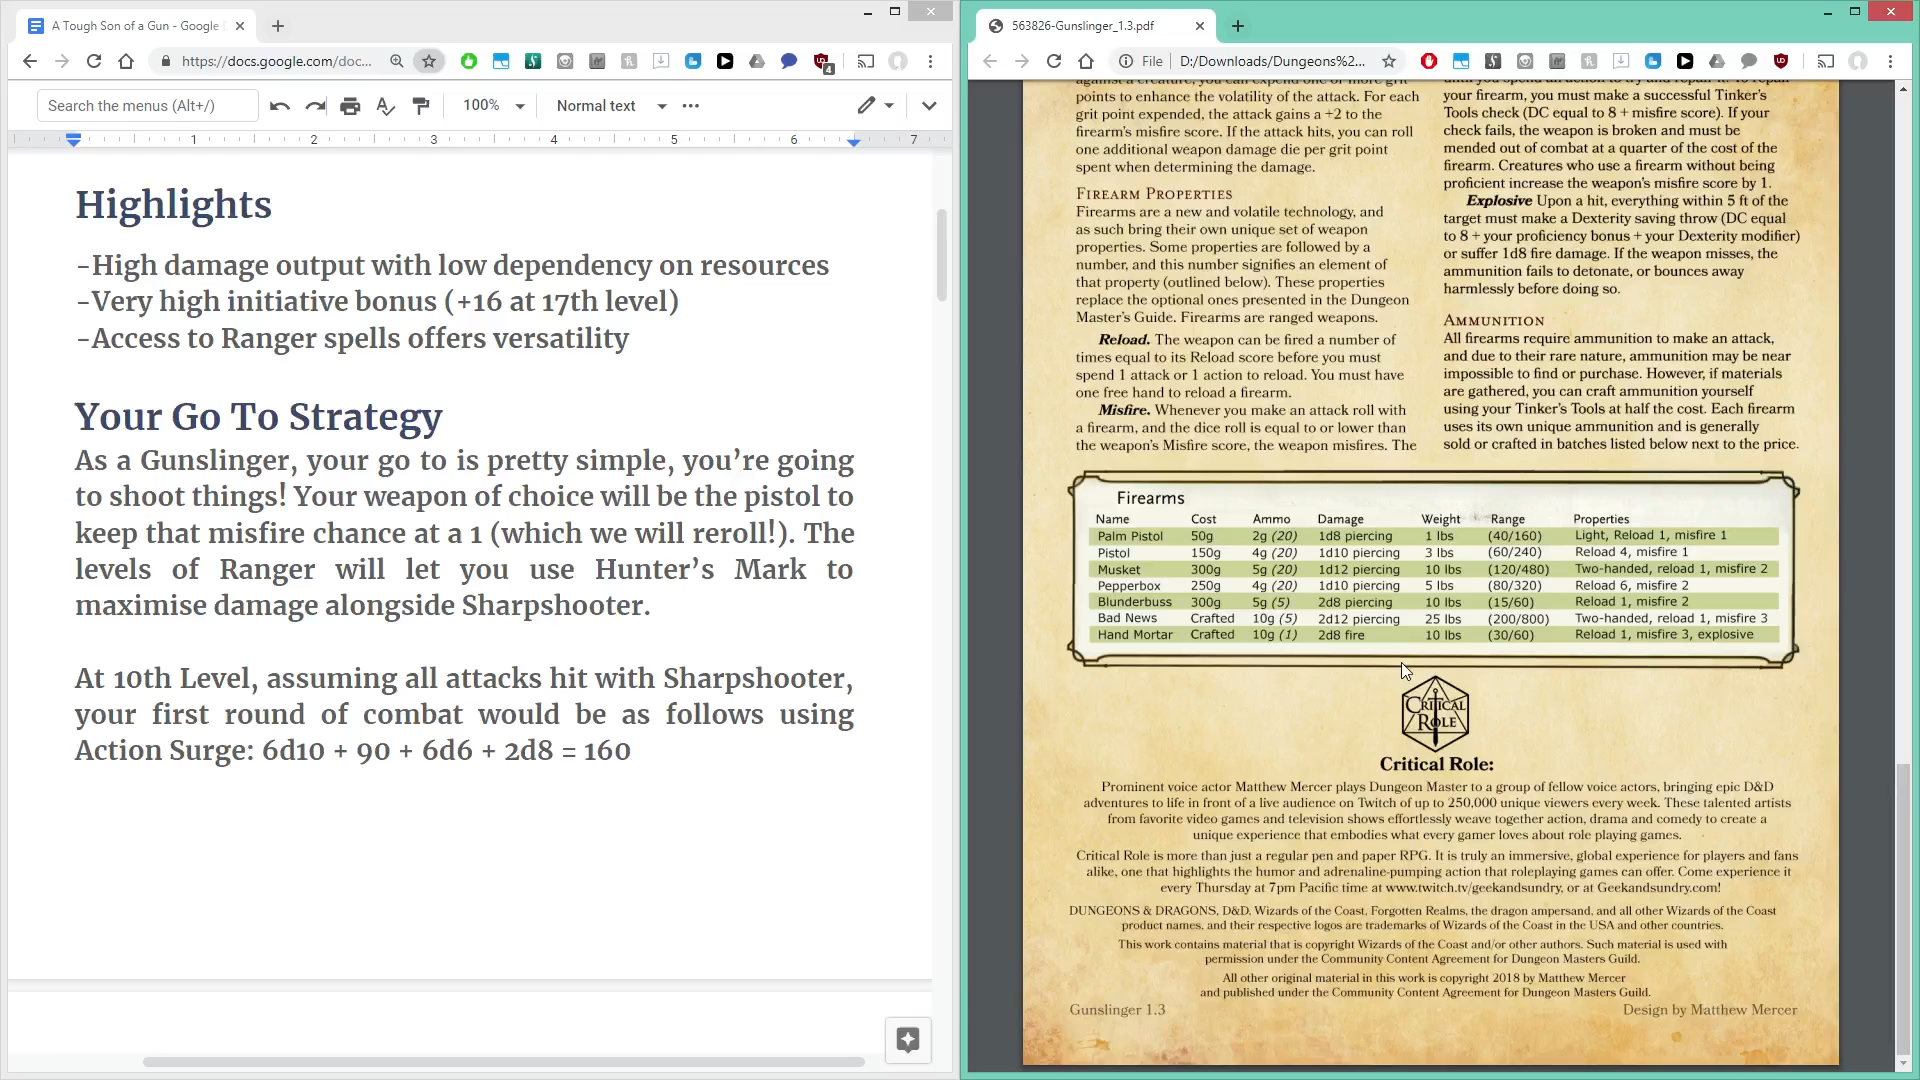 A Tough Son of a Gun - Google
https://docs.google.com/doc...
4
Search the menus (Alt+/)
100%
Normal text
1 2 3 4 5 6 7
Highlights
-High damage output with low dependency on resources
-Very high initiative bonus (+16 at 17th level)
-Access to Ranger spells offers versatility
Your Go To Strategy
As a Gunslinger, your go to is pretty simple, you're going
to shoot things! Your weapon of choice will be the pistol to
keep that misfire chance at a 1 (which we will reroll!). The
levels of Ranger will let you use Hunter's Mark to
maximise damage alongside Sharpshooter.
At 10th Level, assuming all attacks hit with Sharpshooter,
your first round of combat would be as follows using
Action Surge: 6d10 + 90 + 6d6 + 2d8 = 160
563826-Gunslinger_1.3.pdf
File D:/Downloads/Dungeons%2...
points to enhance the volatility of the attack. For each
grit point expended, the attack gains a +2 to the
firearm's misfire score. If the attack hits, you can roll
one additional weapon damage die per grit point
spent when determining the damage.
Firearm Properties
Firearms are a new and volatile technology, and
as such bring their own unique set of weapon
properties. Some properties are followed by a
number, and this number signifies an element of
that property (outlined below). These properties
replace the optional ones presented in the Dungeon
Master's Guide. Firearms are ranged weapons.
Reload. The weapon can be fired a number of
times equal to its Reload score before you must
spend 1 attack or 1 action to reload. You must have
one free hand to reload a firearm.
Misfire. Whenever you make an attack roll with
a firearm, and the dice roll is equal to or lower than
the weapon's Misfire score, the weapon misfires. The
your firearm, you must make a successful Tinker's
Tools check (DC equal to 8 + misfire score). If your
check fails, the weapon is broken and must be
mended out of combat at a quarter of the cost of the
firearm. Creatures who use a firearm without being
proficient increase the weapon's misfire score by 1.
Explosive Upon a hit, everything within 5 ft of the
target must make a Dexterity saving throw (DC equal
to 8 + your proficiency bonus + your Dexterity modifier)
or suffer 1d8 fire damage. If the weapon misses, the
ammunition fails to detonate, or bounces away
harmlessly before doing so.
Ammunition
All firearms require ammunition to make an attack,
and due to their rare nature, ammunition may be near
impossible to find or purchase. However, if materials
are gathered, you can craft ammunition yourself
using your Tinker's Tools at half the cost. Each firearm
uses its own unique ammunition and is generally
sold or crafted in batches listed below next to the price.
Firearms
Name Cost Ammo Damage Weight Range Properties
Palm Pistol 50g 2g (20) 1d8 piercing 1 lbs (40/160) Light, Reload 1, misfire 1
Pistol 150g 4g (20) 1d10 piercing 3 lbs (60/240) Reload 4, misfire 1
Musket 300g 5g (20) 1d12 piercing 10 lbs (120/480) Two-handed, reload 1, misfire 2
Pepperbox 250g 4g (20) 1d10 piercing 5 lbs (80/320) Reload 6, misfire 2
Blunderbuss 300g 5g (5) 2d8 piercing 10 lbs (15/60) Reload 1, misfire 2
Bad News Crafted 10g (5) 2d12 piercing 25 lbs (200/800) Two-handed, reload 1, misfire 3
Hand Mortar Crafted 10g (1) 2d8 fire 10 lbs (30/60) Reload 1, misfire 3, explosive
Critical
Role
Critical Role:
Prominent voice actor Matthew Mercer plays Dungeon Master to a group of fellow voice actors, bringing epic D&D
adventures to life in front of a live audience on Twitch of up to 250,000 unique viewers every week. These talented artists
from favorite video games and television shows effortlessly weave together action, drama and comedy to create a
unique experience that embodies what every gamer loves about role playing games.
Critical Role is more than just a regular pen and paper RPG. It is truly an immersive, global experience for players and fans
alike, one that highlights the humor and adrenaline-pumping action that roleplaying games can offer. Come experience it
every Thursday at 7pm Pacific time at www.twitch.tv/geekandsundry, or at Geekandsundry.com!
DUNGEONS & DRAGONS, D&D, Wizards of the Coast, Forgotten Realms, the dragon ampersand, and all other Wizards of the Coast
product names, and their respective logos are trademarks of Wizards of the Coast in the USA and other countries.
This work contains material that is copyright Wizards of the Coast and/or other authors. Such material is used with
permission under the Community Content Agreement for Dungeon Masters Guild.
All other original material in this work is copyright 2018 by Matthew Mercer
and published under the Community Content Agreement for Dungeon Masters Guild.
Gunslinger 1.3
Design by Matthew Mercer